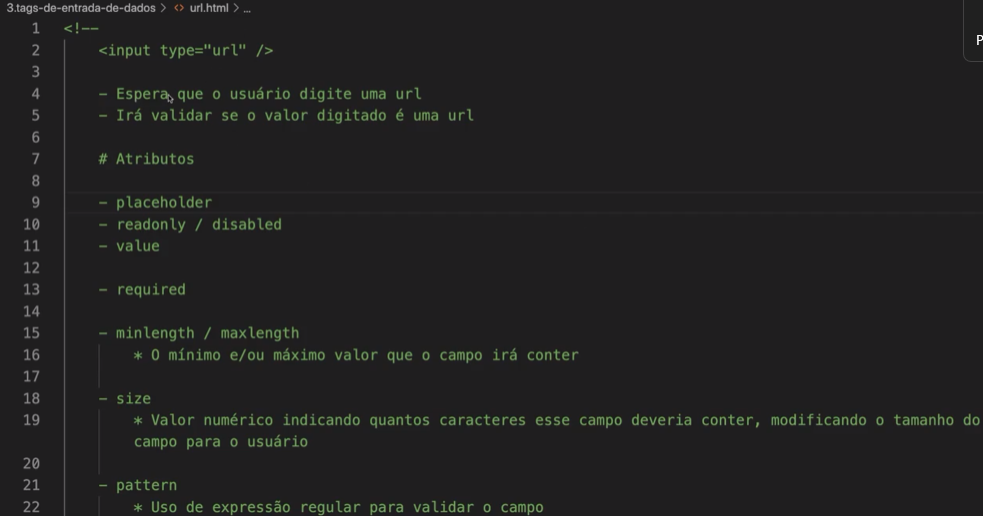 3.tags-de-entrada-de-dados > <> url.html > ...
P
1 <!--
2 <input type="url" />
3
4 - Espera que o usuário digite uma url
5 - Irá validar se o valor digitado é uma url
6
7 # Atributos
8
9 - placeholder
10 - readonly / disabled
11 - value
12
13 - required
14
15 - minlength / maxlength
16 * O mínimo e/ou máximo valor que o campo irá conter
17
18 - size
19 * Valor numérico indicando quantos caracteres esse campo deveria conter, modificando o tamanho do
campo para o usuário
20
21 - pattern
22 * Uso de expressão regular para validar o campo